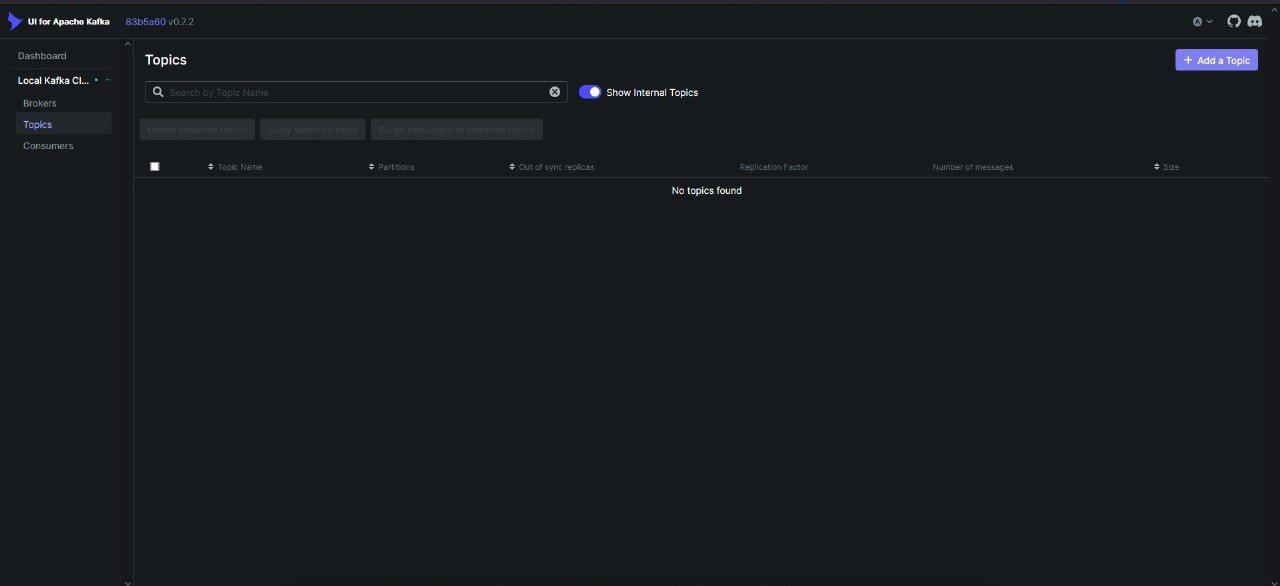 UI for Apache Kafka 83b5a60 v0.7.2
A
Dashboard
Local Kafka Cl...
Brokers
Topics
Consumers
Topics
+ Add a Topic
Search by Topic Name
Show Internal Topics
Delete selected topics Copy selected topic Purge messages of selected topics
Topic Name Partitions Out of sync replicas Replication Factor Number of messages Size
No topics found